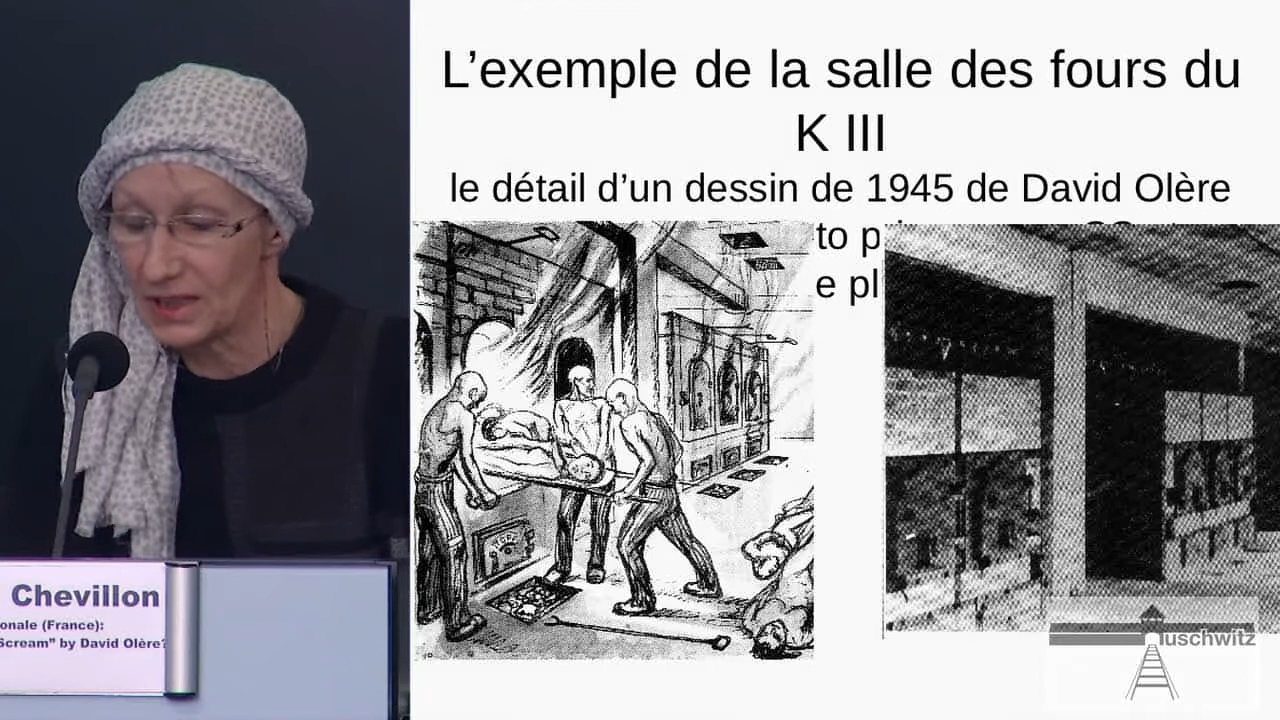 L’exemple de la salle des fours du
K III
le détail d’un dessin de 1945 de David Olère
to p
e pl
Chevillon
onale (France):
Scream” by David Olère?
uschwitz